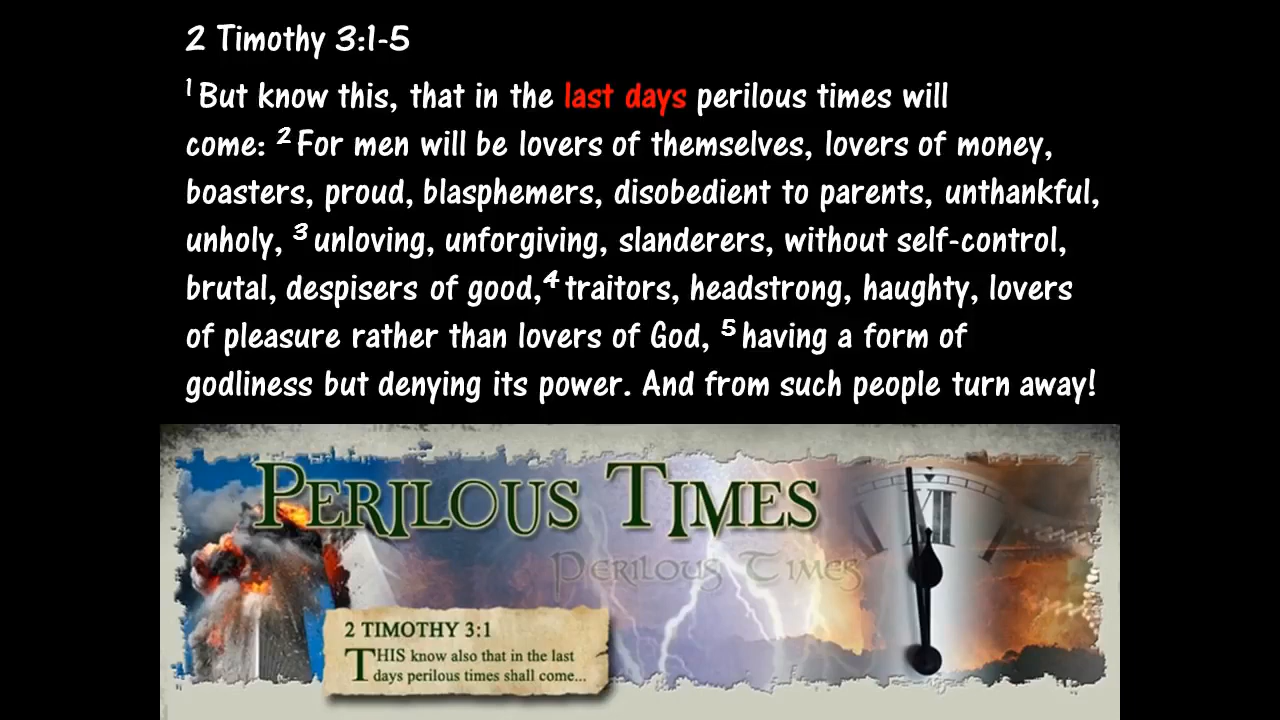 2 Timothy 3:1-5
1 But know this, that in the last days perilous times will
come: 2 For men will be lovers of themselves, lovers of money,
boasters, proud, blasphemers, disobedient to parents, unthankful,
unholy, 3 unloving, unforgiving, slanderers, without self-control,
brutal, despisers of good,4 traitors, headstrong, haughty, lovers
of pleasure rather than lovers of God, 5 having a form of
godliness but denying its power. And from such people turn away!
PERILOUS TIMES
PERILOUS TIMES
XII
2 TIMOTHY 3:1
THIS know also that in the last
days perilous times shall come...